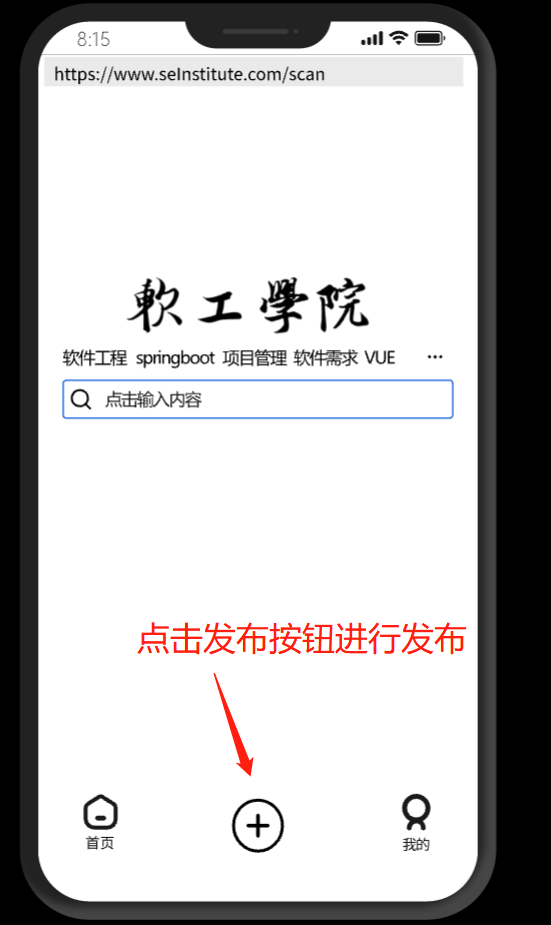 8:15
https://www.seInstitute.com/scan
軟工學院
软件工程 springboot 项目管理 软件需求 VUE ···
点击输入内容
点击发布按钮进行发布
首页 我的